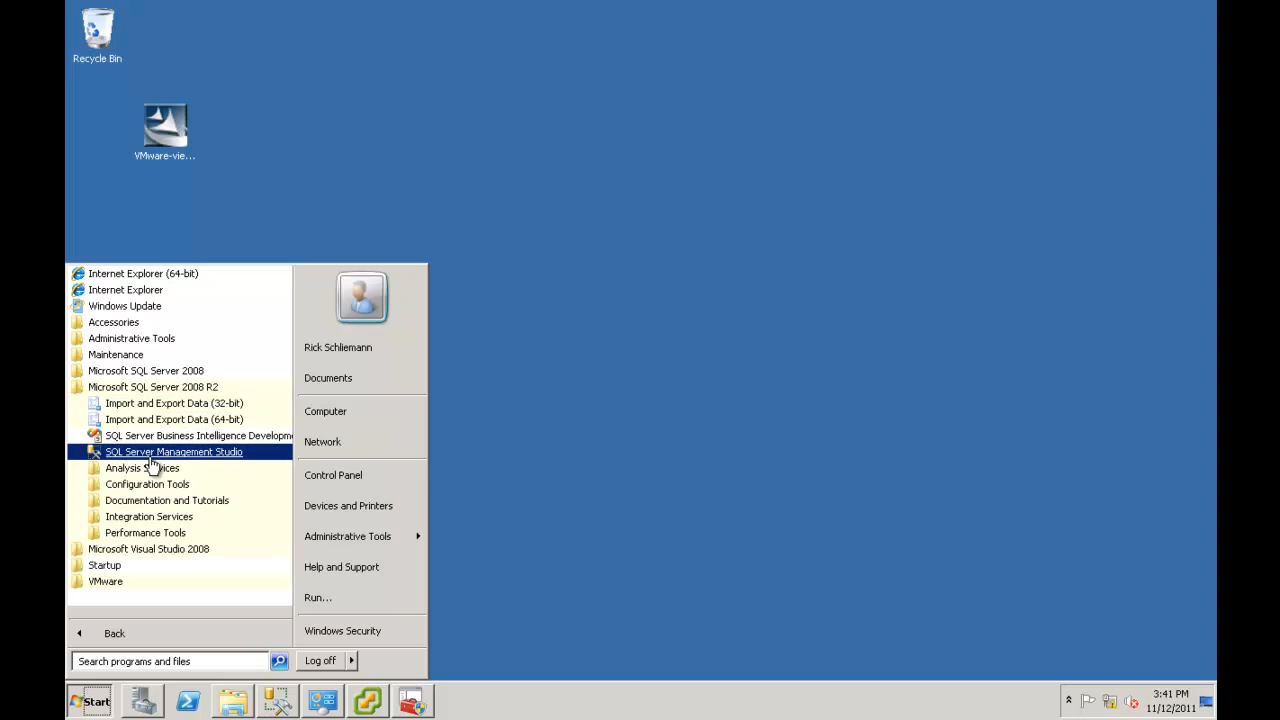 Recycle Bin
VMware-vie...
Internet Explorer (64-bit)
Internet Explorer
Windows Update
Accessories
Administrative Tools
Maintenance
Microsoft SQL Server 2008
Microsoft SQL Server 2008 R2
Import and Export Data (32-bit)
Import and Export Data (64-bit)
SQL Server Business Intelligence Developm
SQL Server Management Studio
Analysis Services
Configuration Tools
Documentation and Tutorials
Integration Services
Performance Tools
Microsoft Visual Studio 2008
Startup
VMware
Back
Search programs and files
Rick Schliemann
Documents
Computer
Network
Control Panel
Devices and Printers
Administrative Tools
Help and Support
Run...
Windows Security
Log off
Start
3:41 PM
11/12/2011